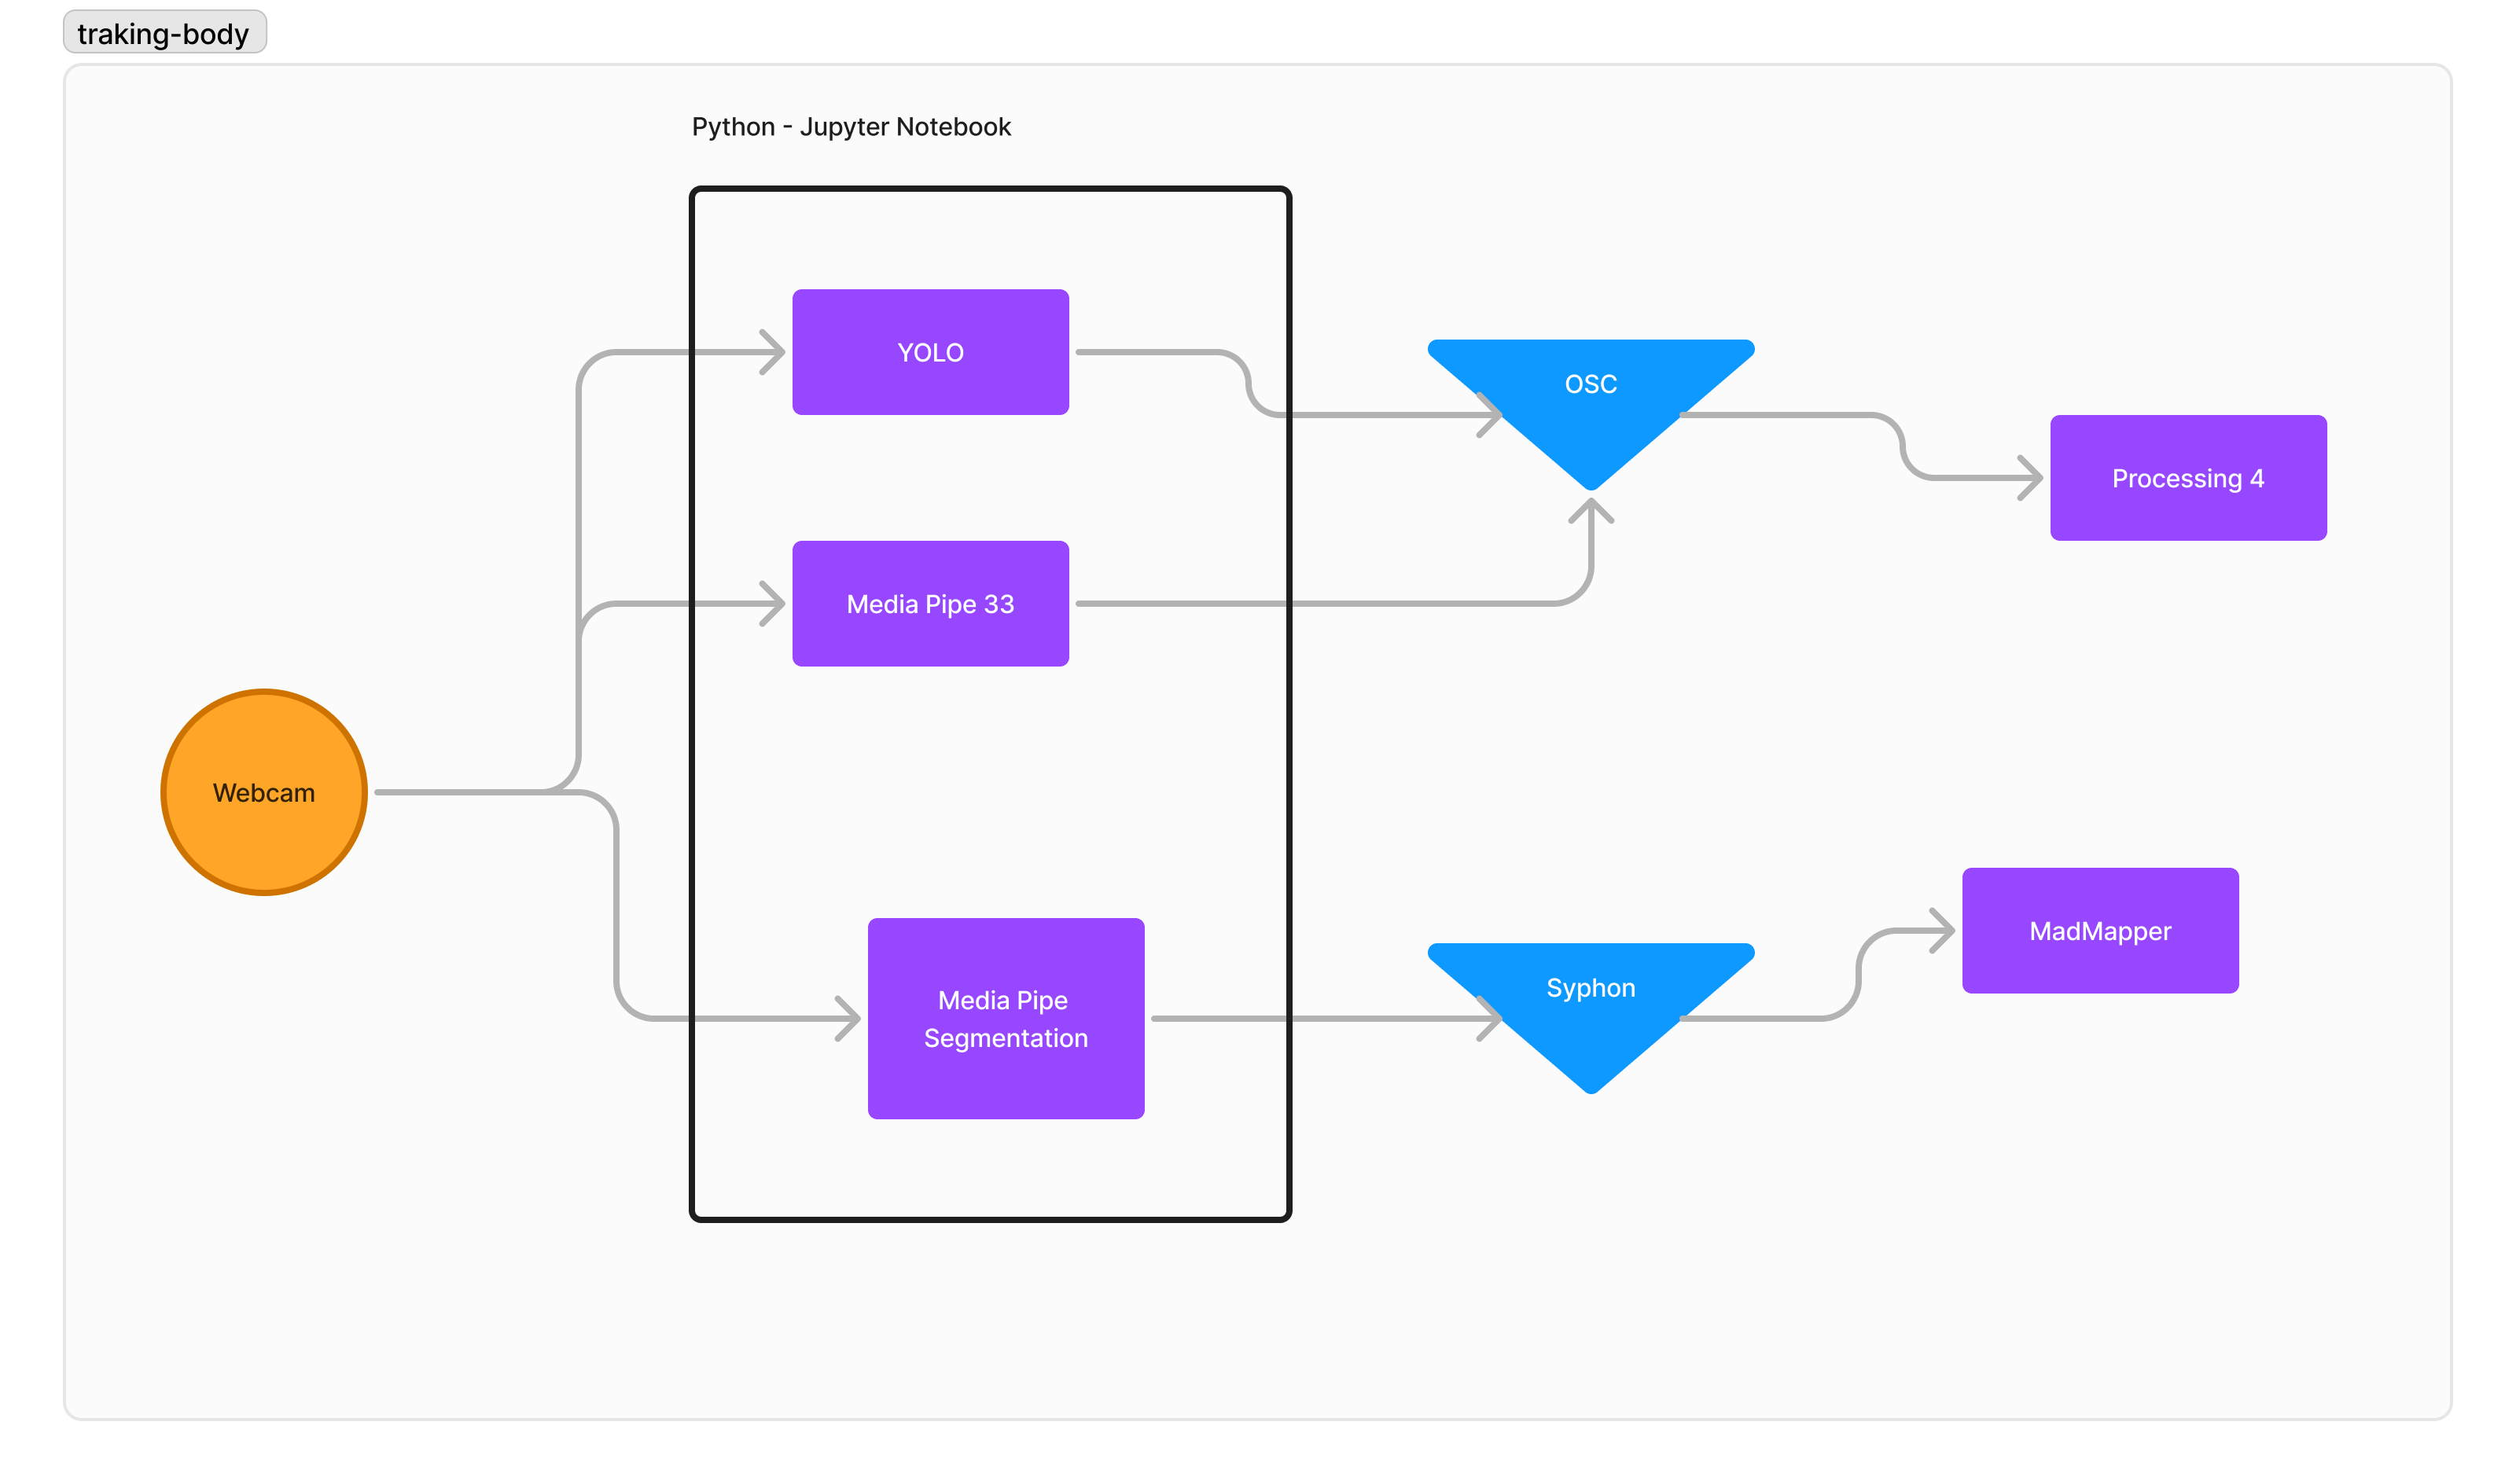 traking-body
Python - Jupyter Notebook
YOLO
OSC
Processing 4
Media Pipe 33
Webcam
MadMapper
Media Pipe
Segmentation
Syphon